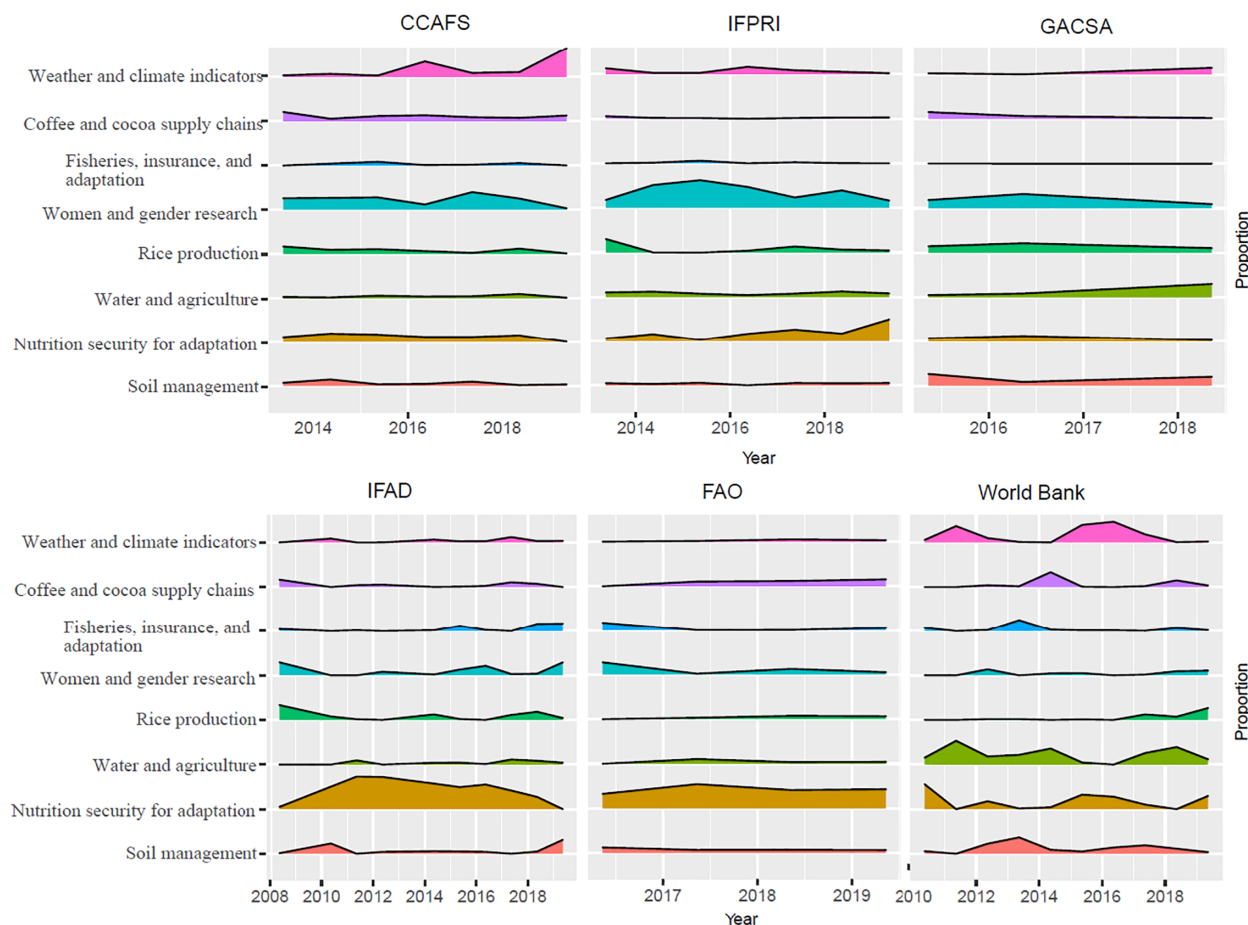 CCAFS IFPRI GACSA
Weather and climate indicators
Coffee and cocoa supply chains
Fisheries, insurance, and
adaptation
Women and gender research
Rice production
Water and agriculture
Nutrition security for adaptation
Soil management
Proportion
2014 2016 2018 2014 2016 2018 2016 2017 2018
Year
IFAD FAO World Bank
Weather and climate indicators
Coffee and cocoa supply chains
Fisheries, insurance, and
adaptation
Women and gender research
Rice production
Water and agriculture
Nutrition security for adaptation
Soil management
Proportion
2008 2010 2012 2014 2016 2018 2017 2018 2019 2010 2012 2014 2016 2018
Year